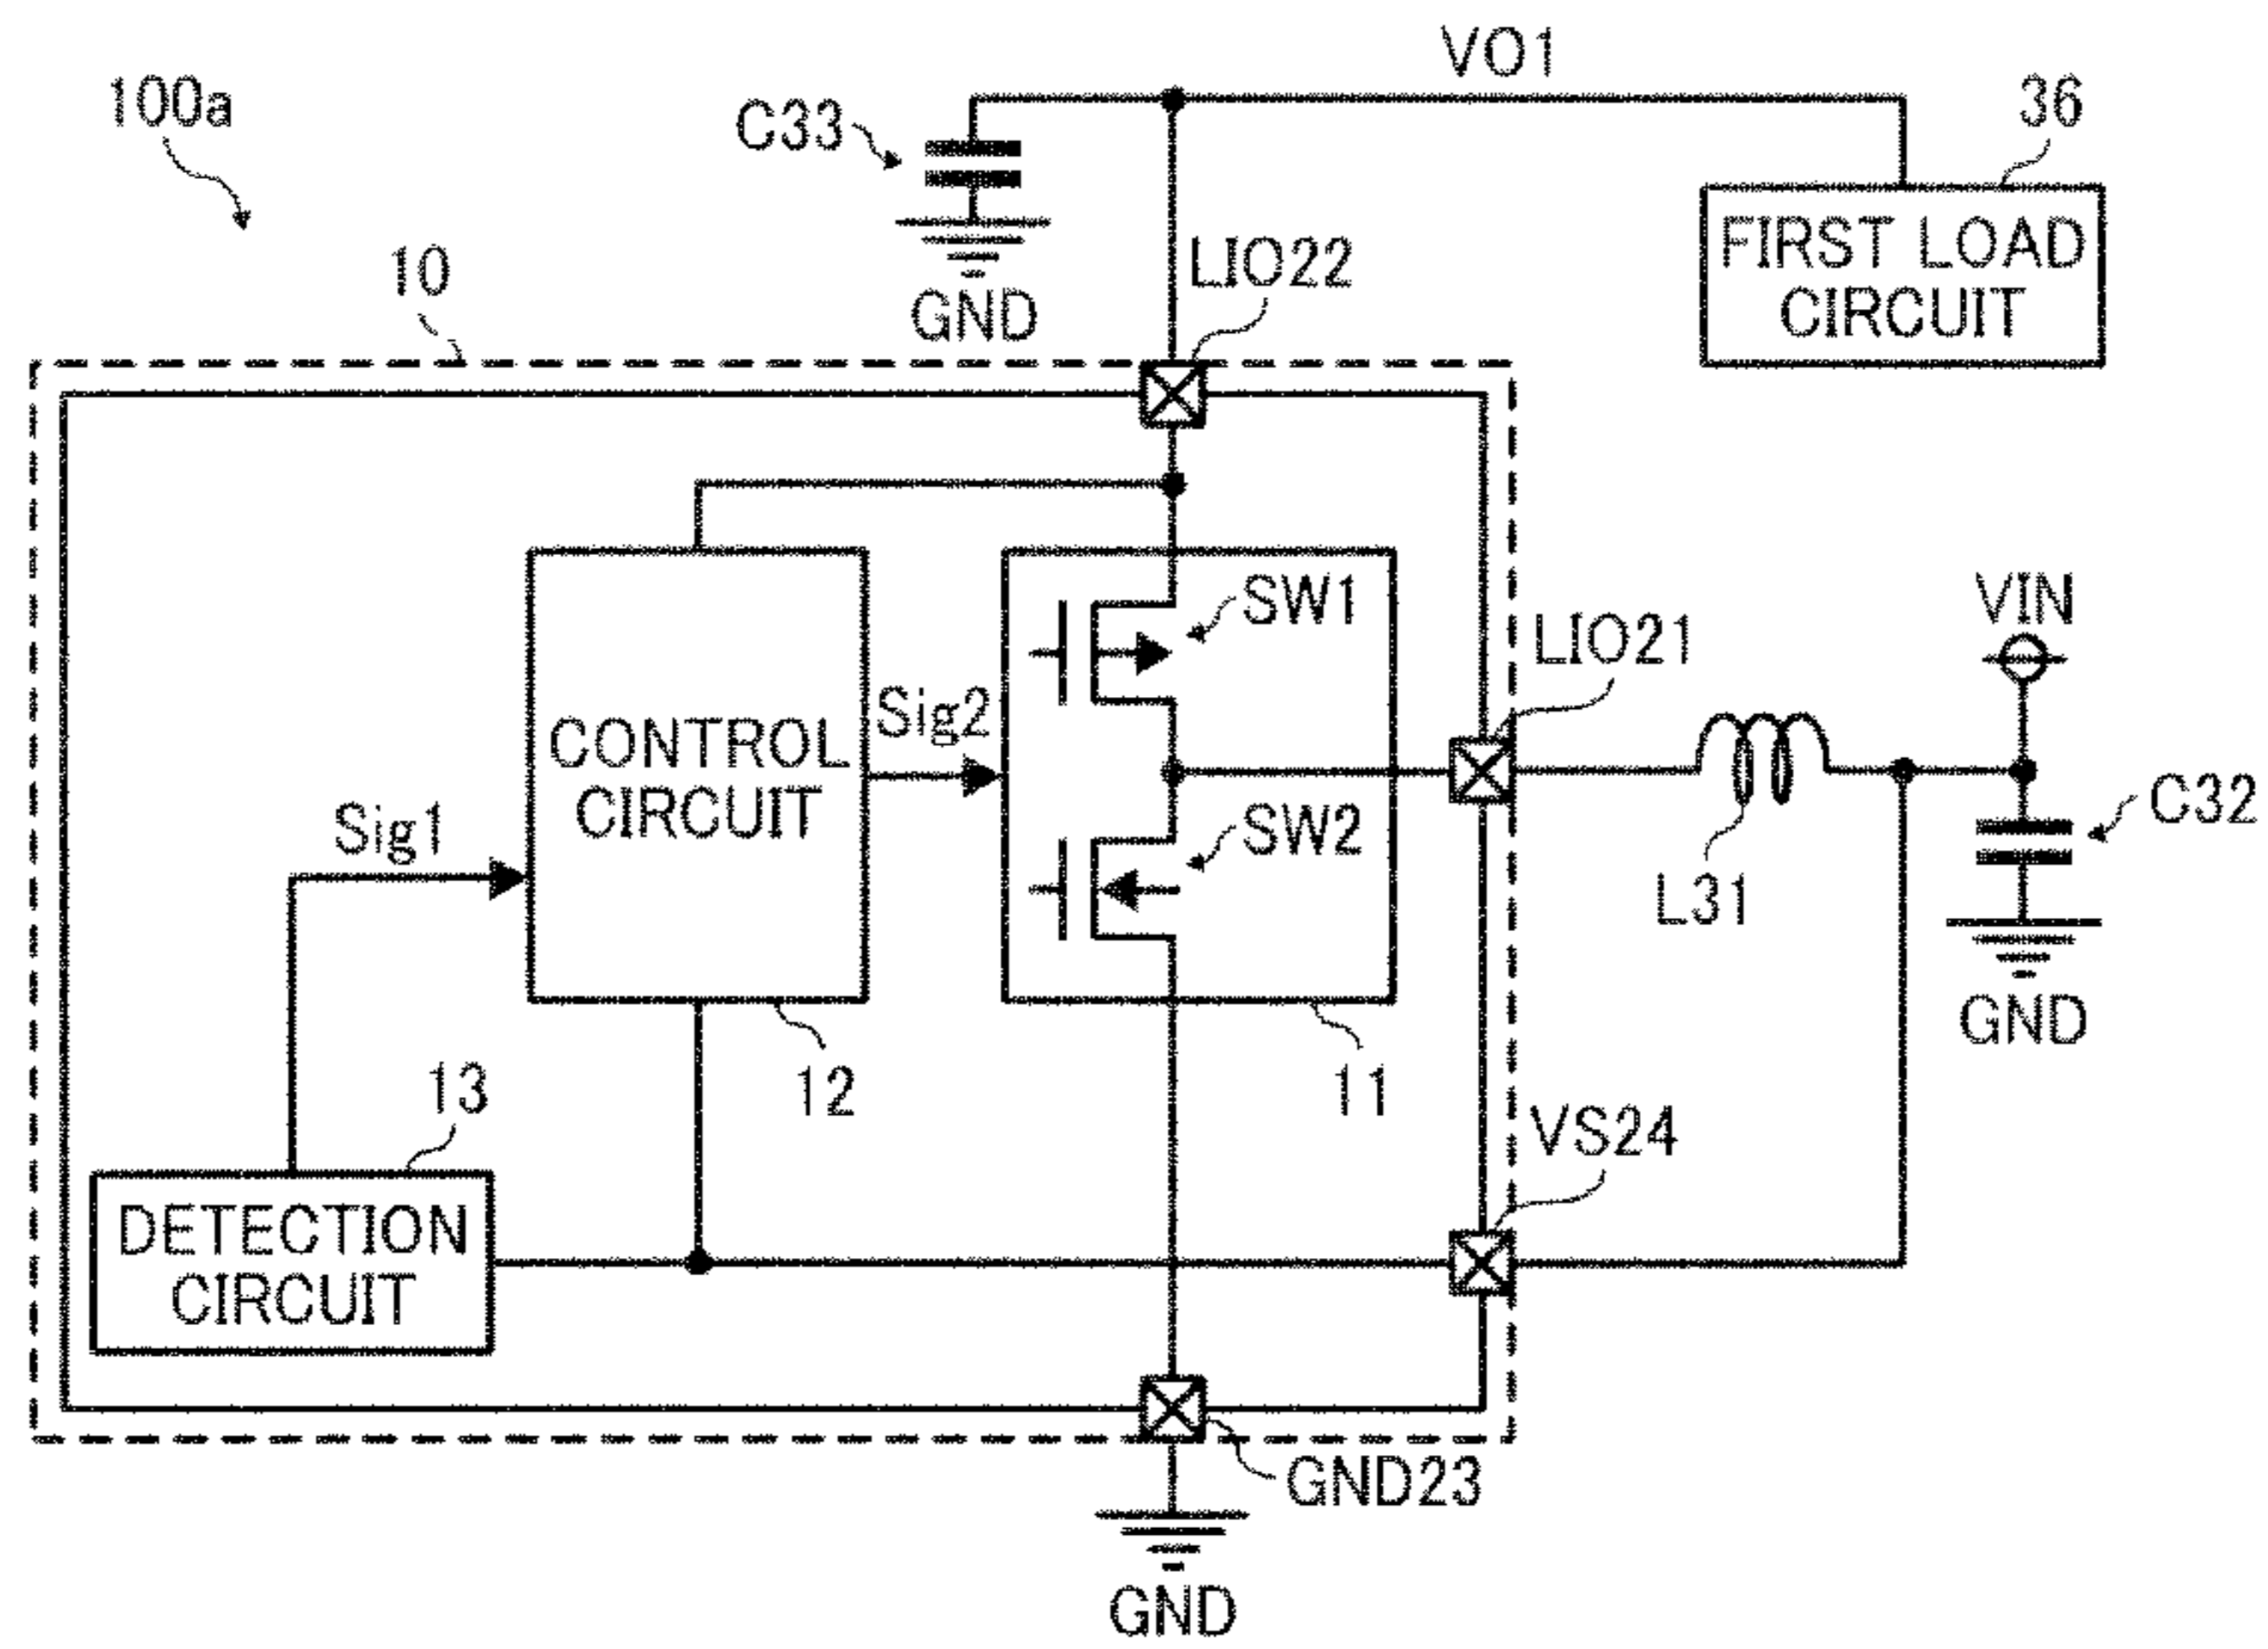 VO1
100a
C33
36
FIRST LOAD
CIRCUIT
10
LIO22
GND
SW1
VIN
LIO21
Sig2
CONTROL
CIRCUIT
Sig1
SW2
C32
L31
GND
13
12
11
VS24
DETECTION
CIRCUIT
GND23
GND